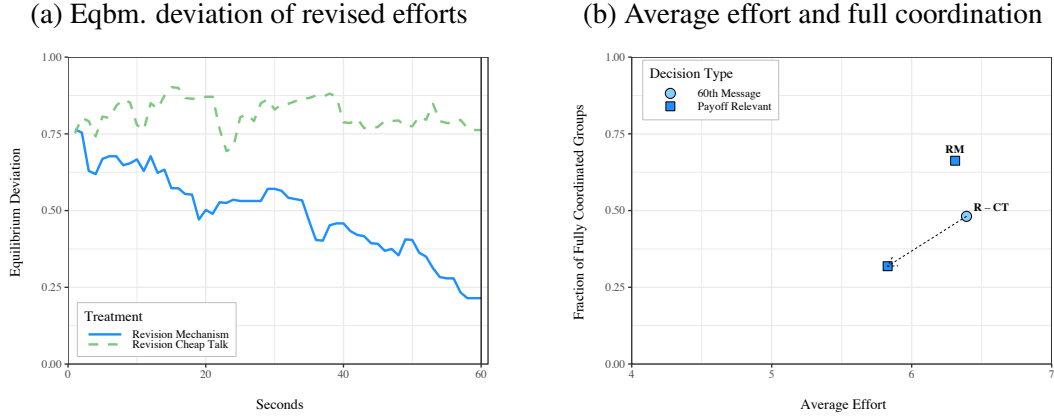 (a) Eqbm. deviation of revised efforts
1.00
0.75
0.50
0.25
0.00
Equilibrium Deviation
Treatment
Revision Mechanism
Revision Cheap Talk
0
20
40
60
Seconds
(b) Average effort and full coordination
1.00
0.75
0.50
0.25
0.00
Fraction of Fully Coordinated Groups
Decision Type
60th Message
Payoff Relevant
RM
R – CT
4
5
6
7
Average Effort